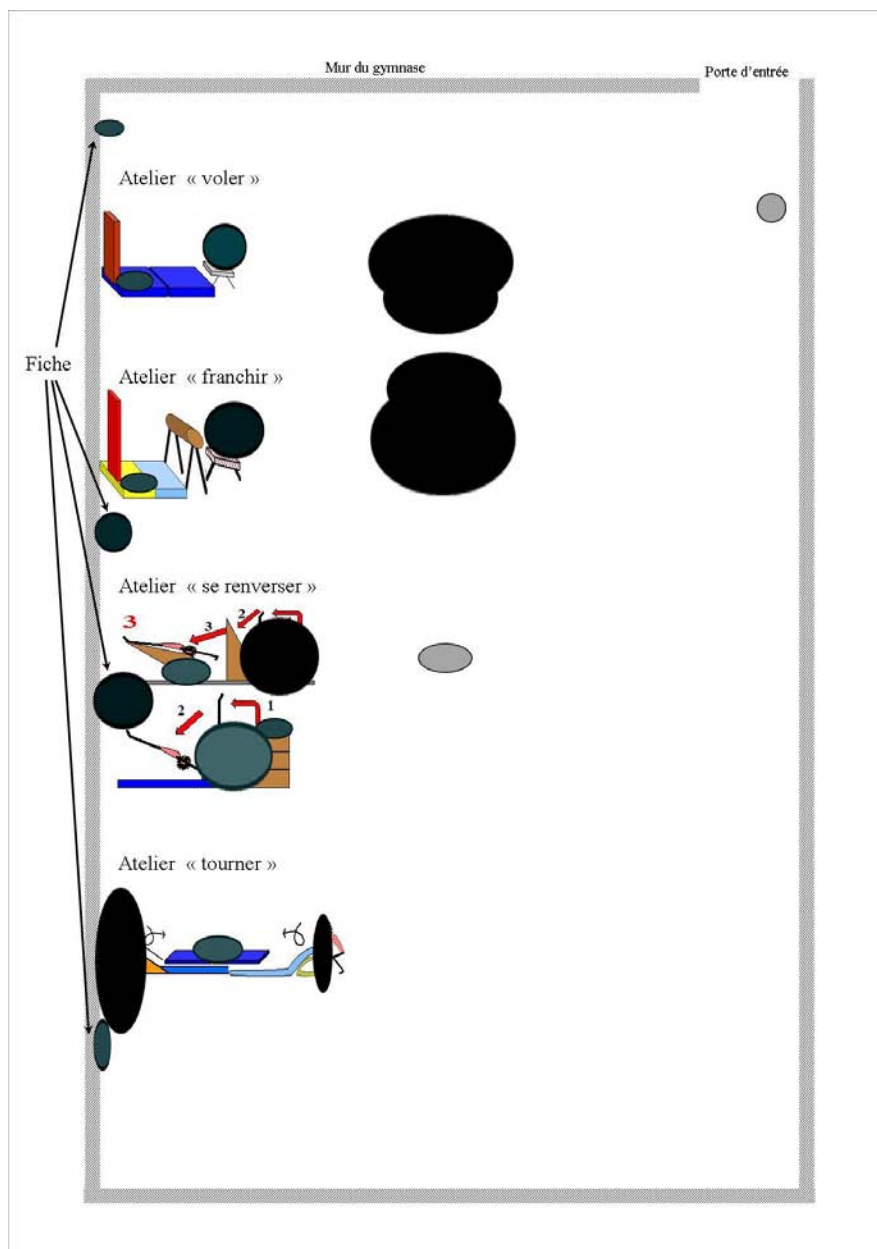 Mur du gymnase
Porte d'entrée
Atelier « voler »
Fiche
Atelier « franchir »
Atelier « se renverser »
3
3
2
2
1
Atelier « tourner »